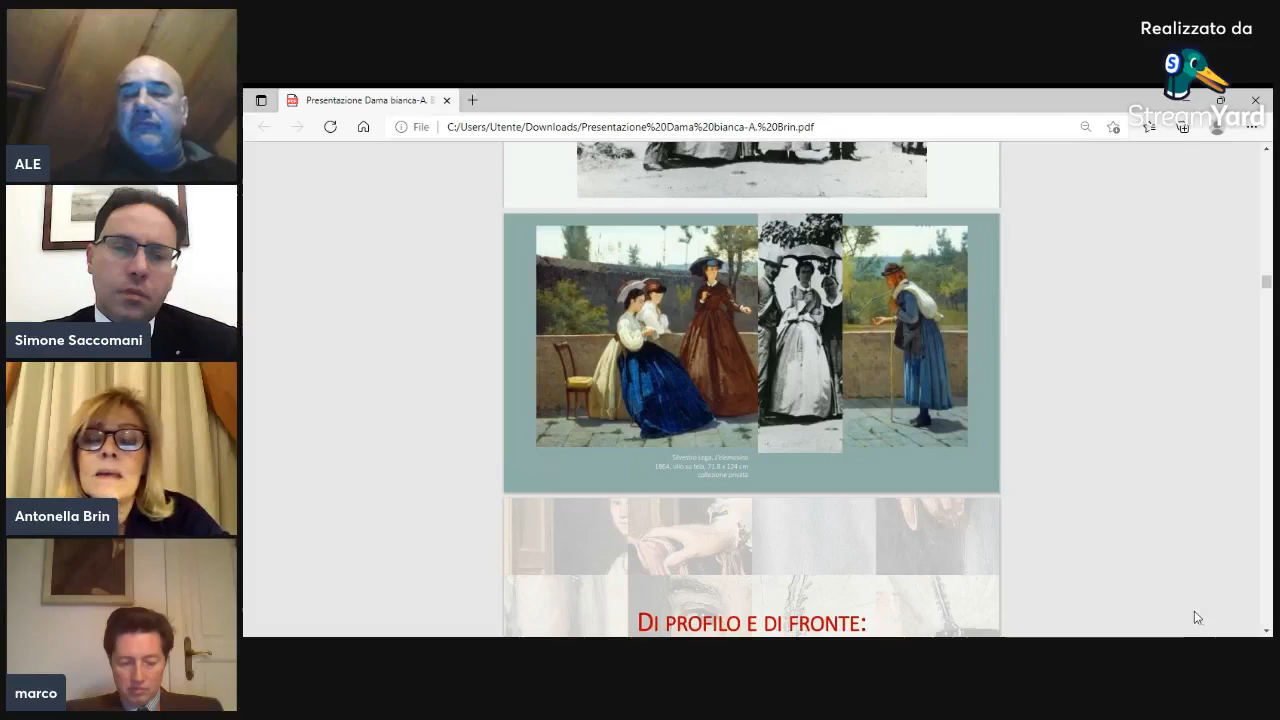 Realizzato da
StreamYard
ALE
Simone Saccomani
Antonella Brin
marco
Presentazione Dama bianca-A.
File
C:/Users/Utente/Downloads/Presentazione%20Dama%20bianca-A.%20Brin.pdf
Silvestro Lega, L'elemosina
1864, olio su tela, 71,8 x 124 cm
collezione privata
DI PROFILO E DI FRONTE: